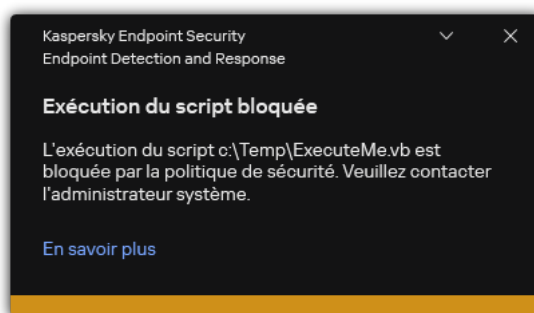 Kaspersky Endpoint Security
Endpoint Detection and Response
Exécution du script bloquée
L'exécution du script c:\Temp\ExecuteMe.vb est
bloquée par la politique de sécurité. Veuillez contacter
l'administrateur système.
En savoir plus